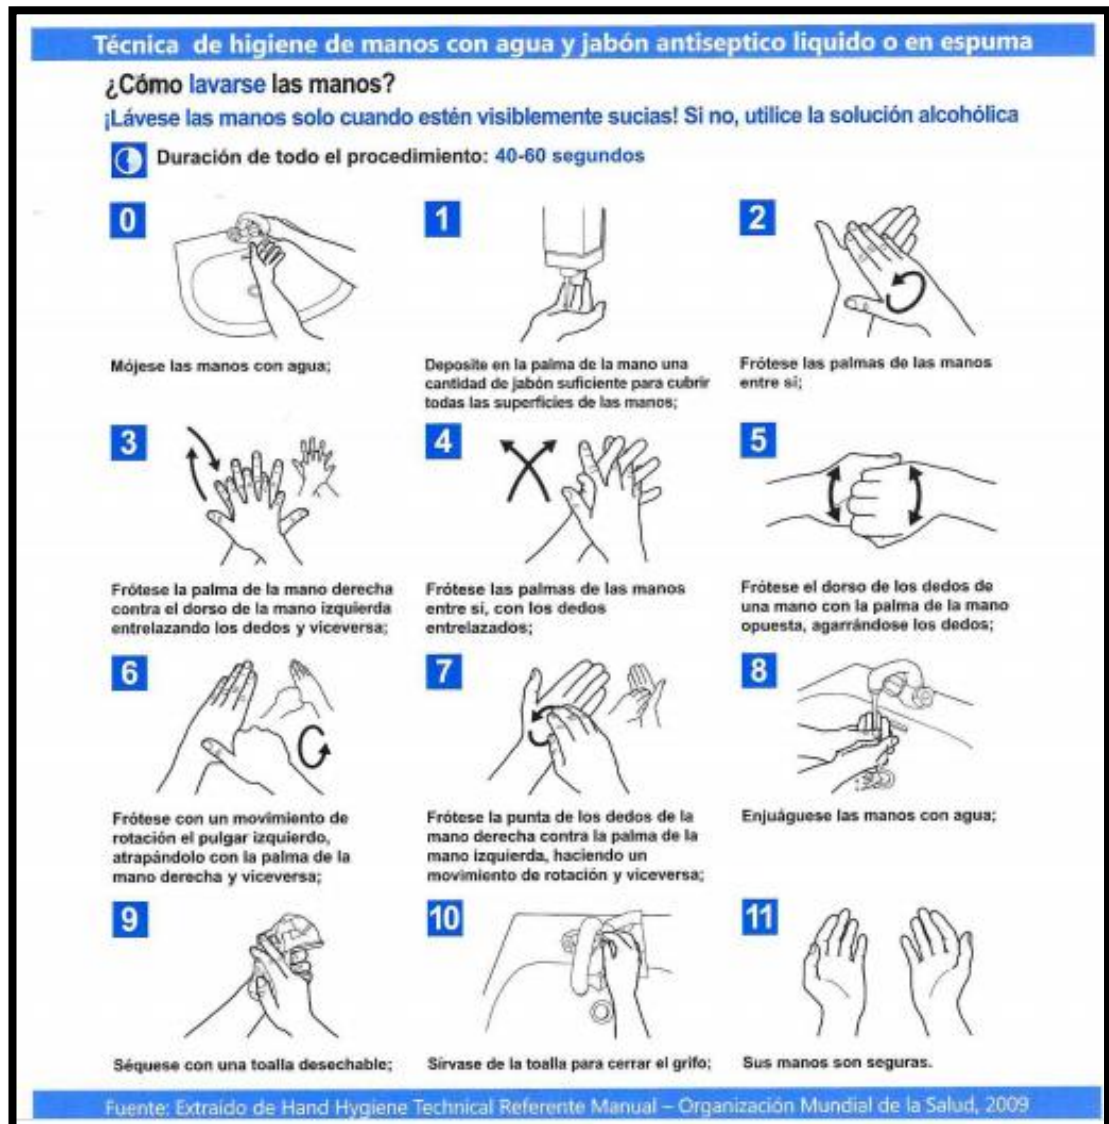 Técnica de higiene de manos con agua y jabón antiseptico liquido o en espuma
¿Cómo lavarse las manos?
¡Lávese las manos solo cuando estén visiblemente sucias! Si no, utilice la solución alcohólica
Duración de todo el procedimiento: 40-60 segundos
0
1
2
Mójese las manos con agua;
Deposite en la palma de la mano una
cantidad de jabón suficiente para cubrir
todas las superficies de las manos;
Frótese las palmas de las manos
entre sí;
3
4
5
Frótese la palma de la mano derecha
contra el dorso de la mano izquierda
entrelazando los dedos y viceversa;
Frótese las palmas de las manos
entre sí, con los dedos
entrelazados;
Frótese el dorso de los dedos de
una mano con la palma de la mano
opuesta, agarrándose los dedos;
6
7
8
Frótese con un movimiento de
rotación el pulgar izquierdo,
atrapándolo con la palma de la
mano derecha y viceversa;
Frótese la punta de los dedos de la
mano derecha contra la palma de la
mano izquierda, haciendo un
movimiento de rotación y viceversa;
Enjuáguese las manos con agua;
9
10
11
Séquese con una toalla desechable;
Sírvase de la toalla para cerrar el grifo;
Sus manos son seguras.
Fuente: Extraído de Hand Hygiene Technical Referente Manual – Organización Mundial de la Salud, 2009